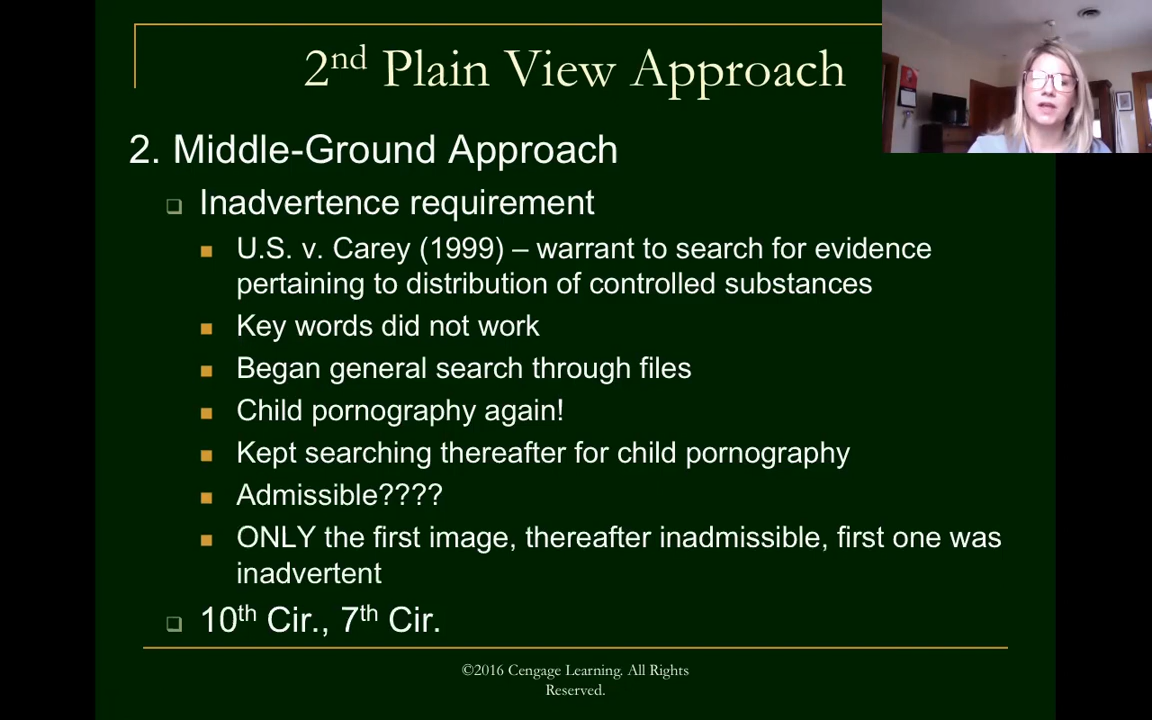 2nd Plain View Approach
2. Middle-Ground Approach
Inadvertence requirement
U.S. v. Carey (1999) – warrant to search for evidence
pertaining to distribution of controlled substances
Key words did not work
Began general search through files
Child pornography again!
Kept searching thereafter for child pornography
Admissible????
ONLY the first image, thereafter inadmissible, first one was
inadvertent
10th Cir., 7th Cir.
©2016 Cengage Learning. All Rights
Reserved.